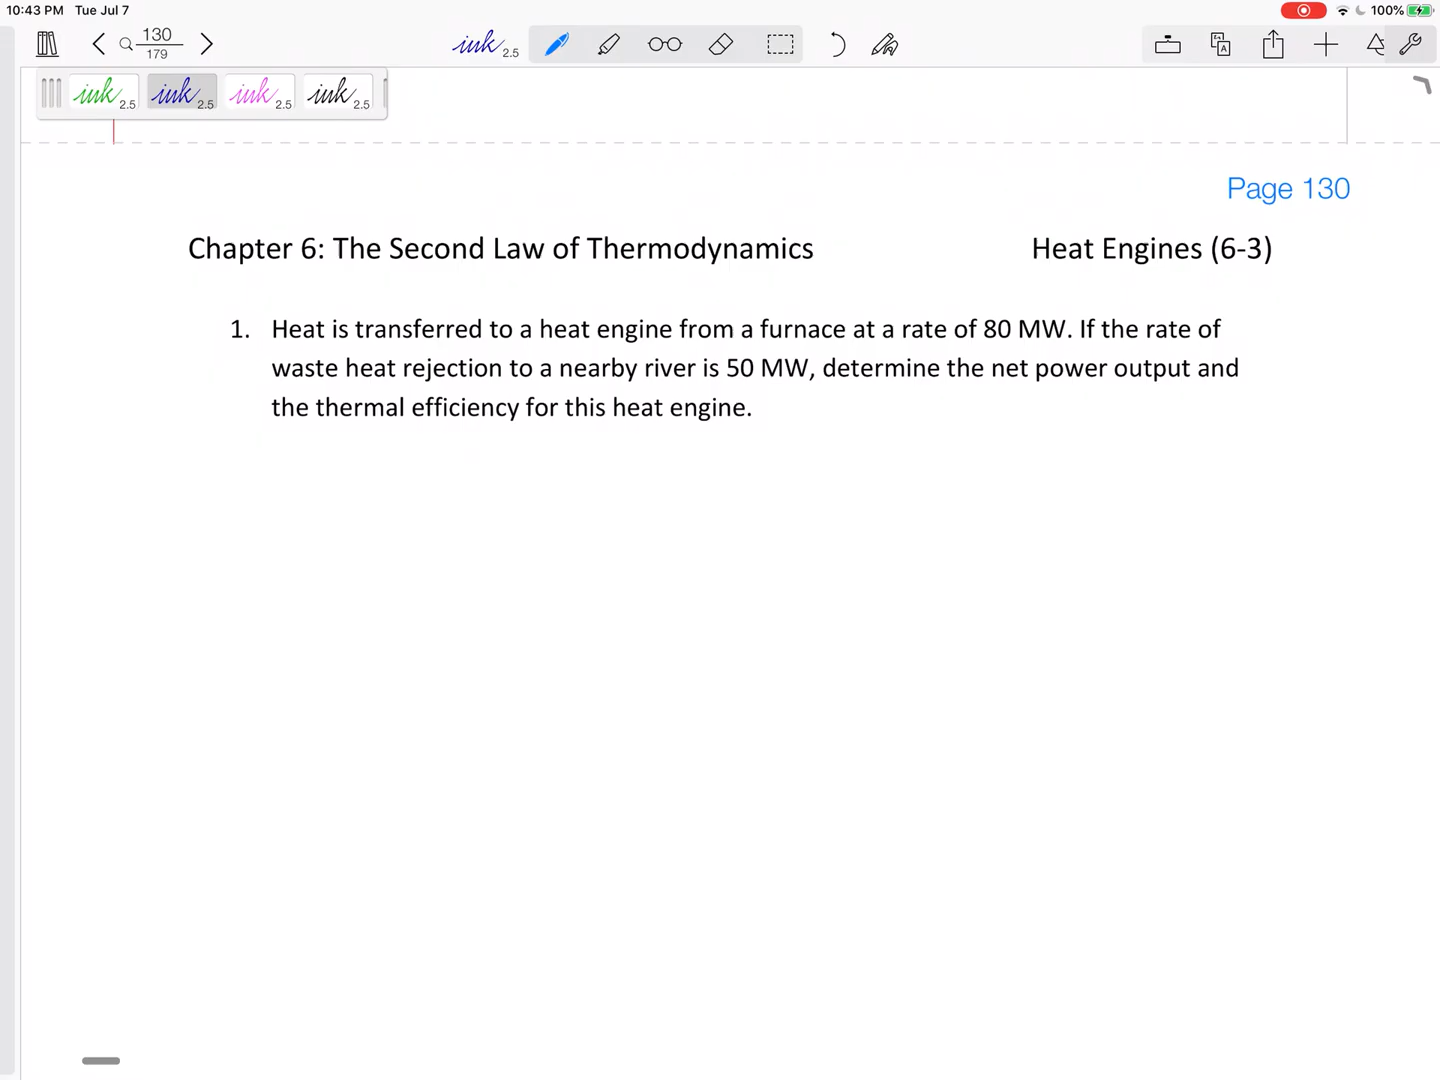 10:43 PM Tue Jul 7
100%
130
179
ink 2.5
ink 2.5 ink 2.5 ink 2.5 ink 2.5
Page 130
Chapter 6: The Second Law of Thermodynamics Heat Engines (6-3)
1. Heat is transferred to a heat engine from a furnace at a rate of 80 MW. If the rate of
waste heat rejection to a nearby river is 50 MW, determine the net power output and
the thermal efficiency for this heat engine.